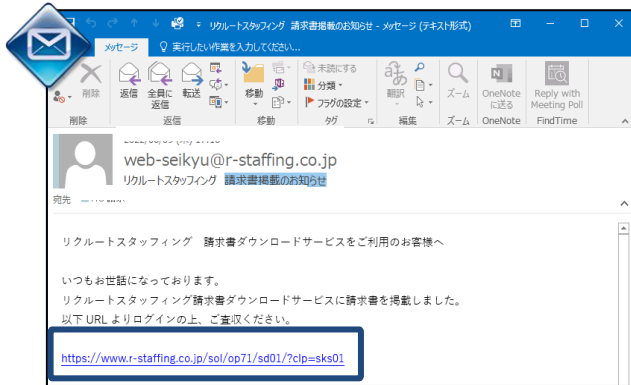 リクルートスタッフィング 請求書掲載のお知らせ - メッセージ (テキスト形式)
メッセージ 実行したい作業を入力してください...
削除 返信 全員に返信 転送 移動 未読にする 分類 フラグの設定 翻訳 ズーム OneNoteに送る Reply with Meeting Poll
削除 返信 移動 タグ 編集 ズーム OneNote FindTime
web-seikyu@r-staffing.co.jp
リクルートスタッフィング 請求書掲載のお知らせ
宛先
リクルートスタッフィング 請求書ダウンロードサービスをご利用のお客様へ
いつもお世話になっております。
リクルートスタッフィング請求書ダウンロードサービスに請求書を掲載しました。
以下 URL よりログインの上、ご査収ください。
https://www.r-staffing.co.jp/sol/op71/sd01/?clp=sks01